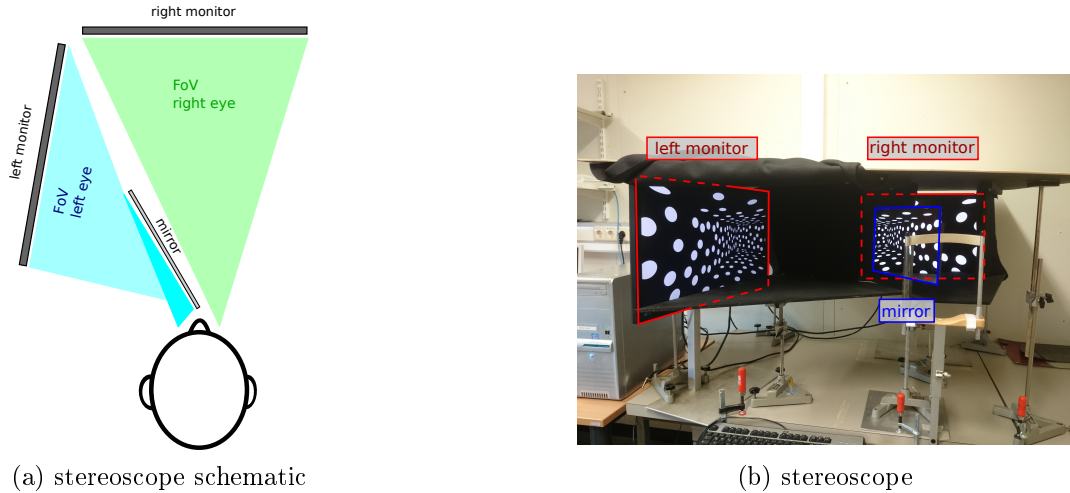 right monitor
FoV
right eye
left monitor
FoV
left eye
mirror
left monitor
right monitor
mirror
(a) stereoscope schematic
(b) stereoscope